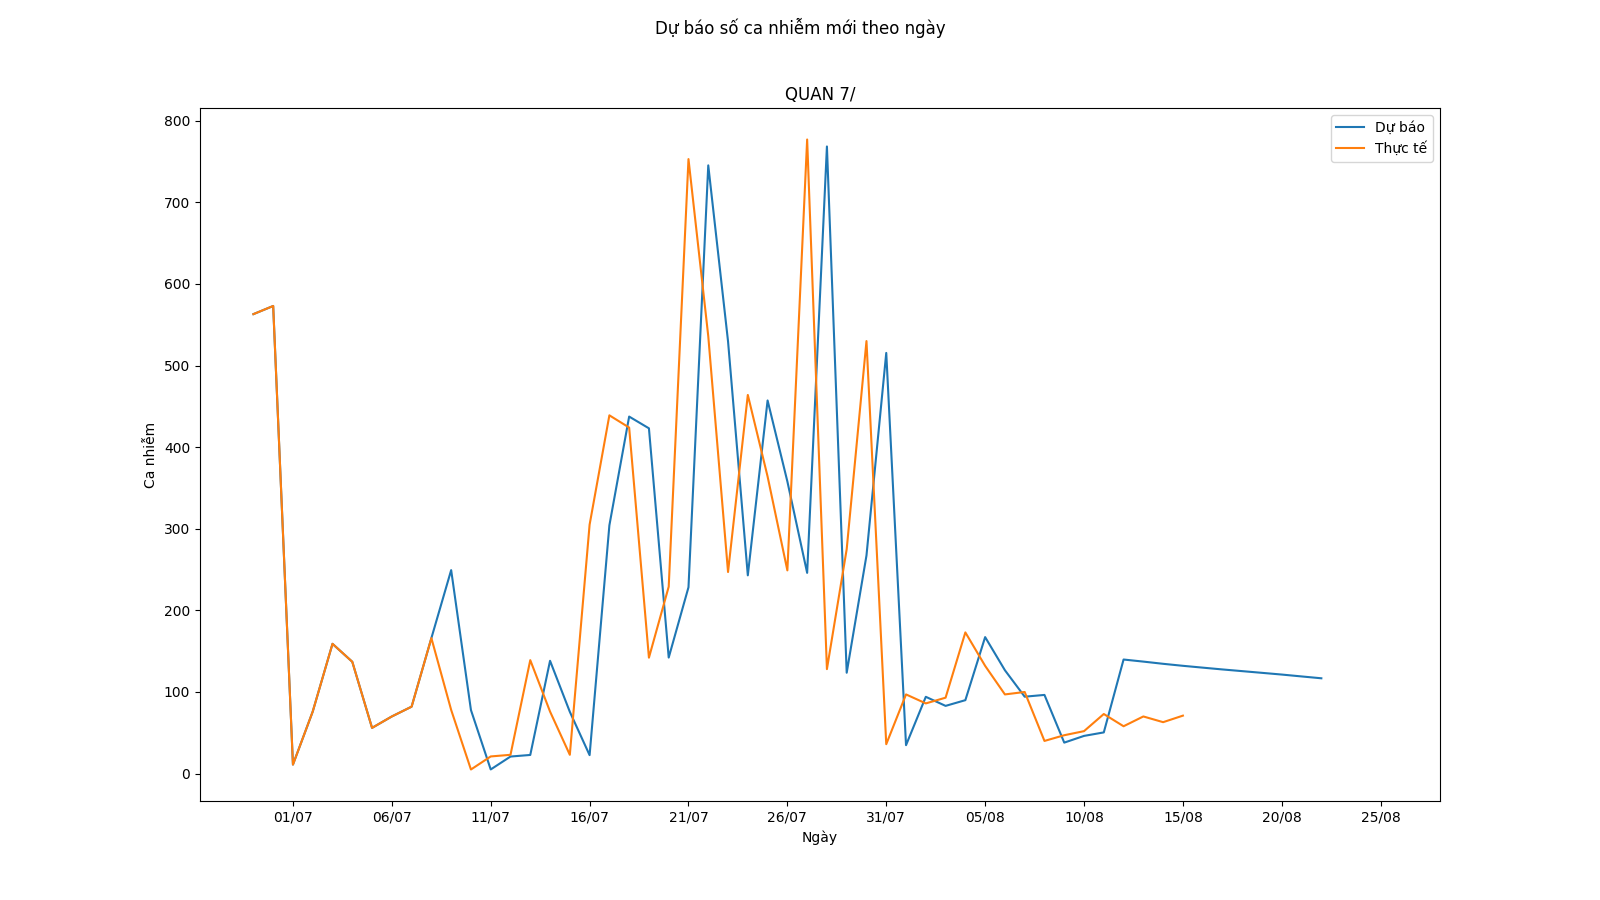 Dự báo số ca nhiễm mới theo ngày
QUAN 7/
Dự báo
Thực tế
800
700
600
500
400
300
200
100
0
Ca nhiễm
01/07 06/07 11/07 16/07 21/07 26/07 31/07 05/08 10/08 15/08 20/08 25/08
Ngày